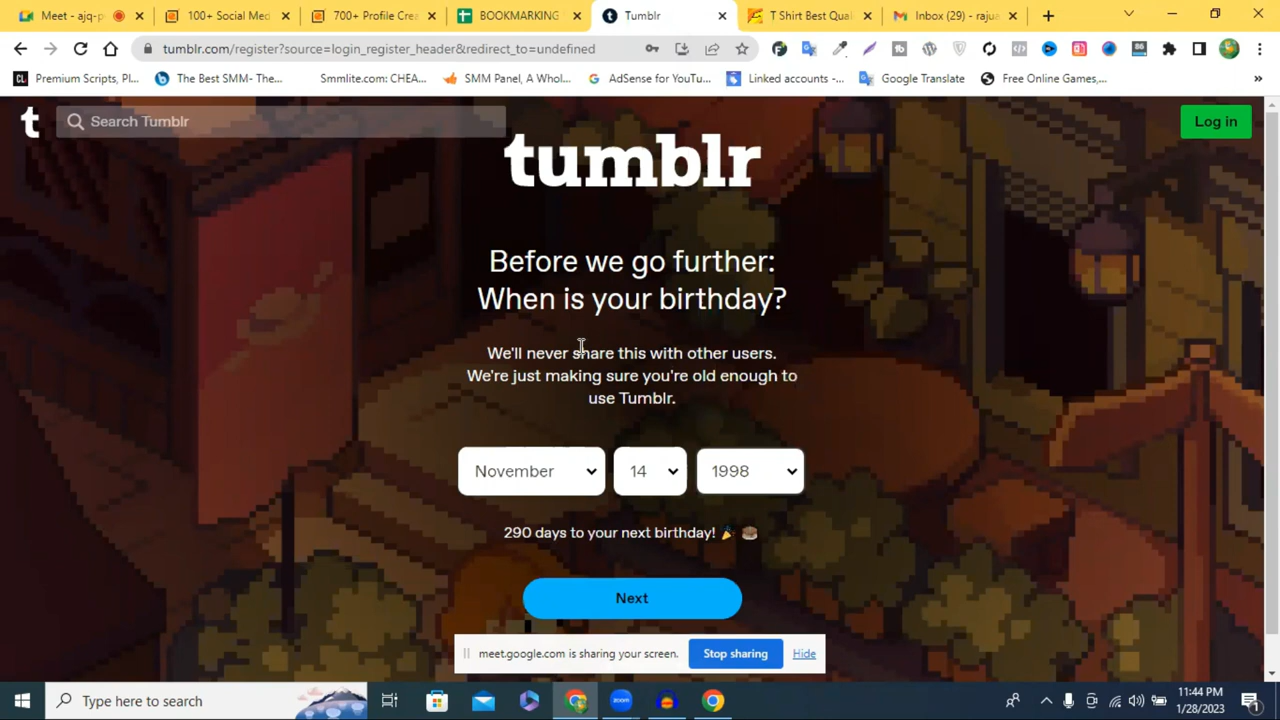 Meet - ajq-p
100+ Social Med
700+ Profile Crea
BOOKMARKING
Tumblr
T Shirt Best Qual
Inbox (29) - rajua
tumblr.com/register?source=login_register_header&redirect_to=undefined
Premium Scripts, Pl...
The Best SMM- The...
Smmlite.com: CHEA...
SMM Panel, A Whol...
AdSense for YouTu...
Linked accounts -...
Google Translate
Free Online Games,...
t
Search Tumblr
Log in
tumblr
Before we go further:
When is your birthday?
We'll never share this with other users.
We're just making sure you're old enough to
use Tumblr.
November
14
1998
290 days to your next birthday! 🎉 🎂
Next
meet.google.com is sharing your screen.
Stop sharing
Hide
Type here to search
zoom
11:44 PM
1/28/2023